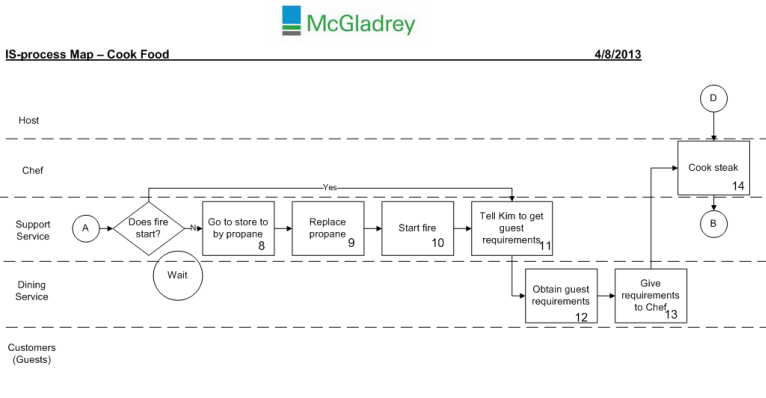 McGladrey
IS-process Map – Cook Food
4/8/2013
D
Host
Chef
Cook steak
14
Yes
Support
Service
A
Does fire
start?
N
Go to store to
by propane
8
Replace
propane
9
Start fire
10
Tell Kim to get
guest
requirements
11
B
Dining
Service
Wait
Obtain guest
requirements
12
Give
requirements
to Chef
13
Customers
(Guests)